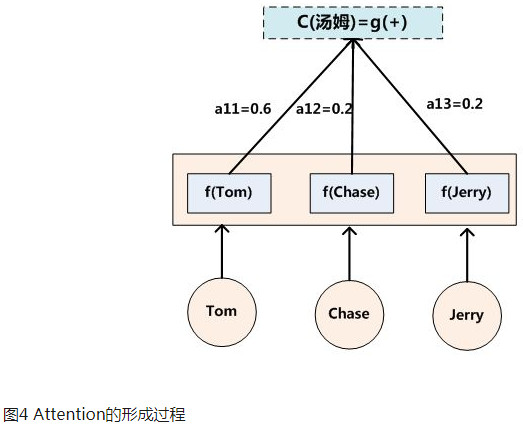 C(汤姆)=g(+)
a11=0.6 a12=0.2 a13=0.2
f(Tom) f(Chase) f(Jerry)
Tom Chase Jerry
图4 Attention的形成过程